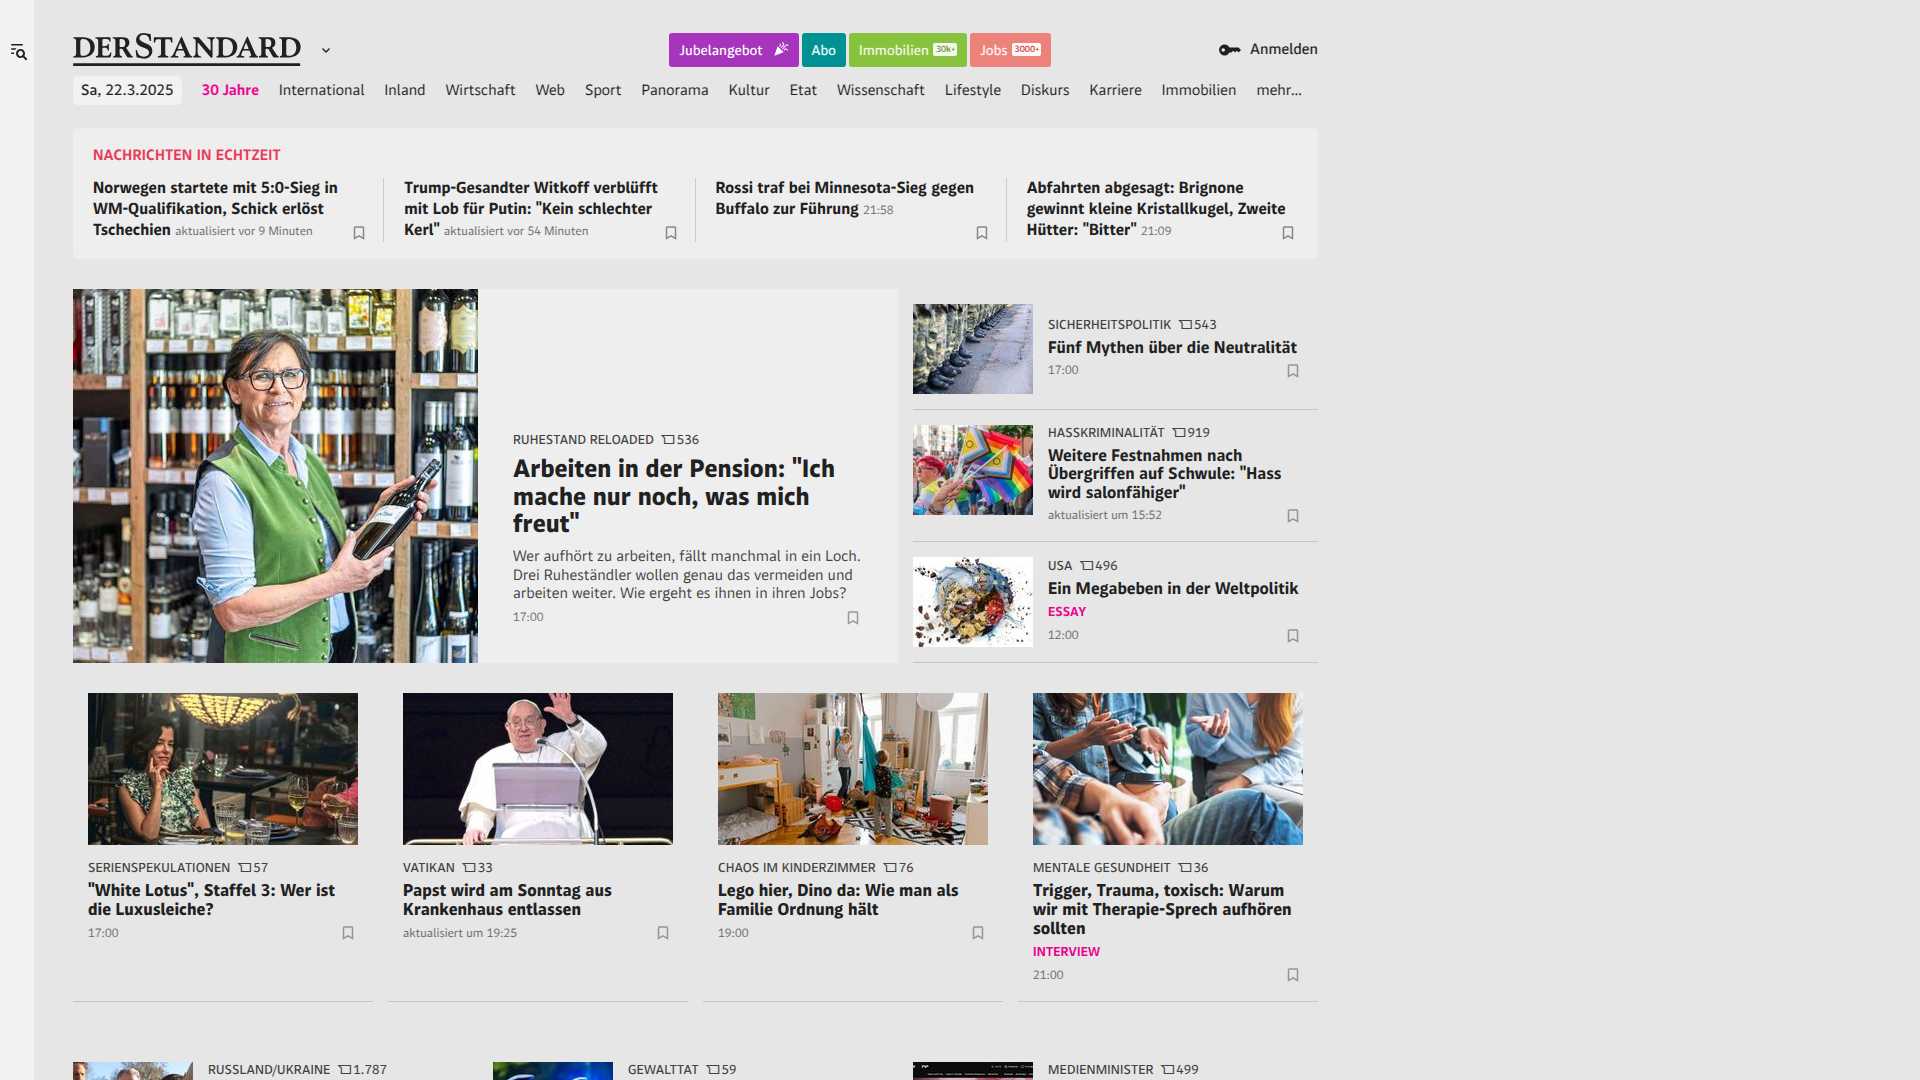 DERSTANDARD
Jubelangebot
Abo
Immobilien 30k+
Jobs 3000+
Anmelden
Sa, 22.3.2025
30 Jahre
International
Inland
Wirtschaft
Web
Sport
Panorama
Kultur
Etat
Wissenschaft
Lifestyle
Diskurs
Karriere
Immobilien
mehr...
NACHRICHTEN IN ECHTZEIT
Norwegen startete mit 5:0-Sieg in
WM-Qualifikation, Schick erlöst
Tschechien aktualisiert vor 9 Minuten
Trump-Gesandter Witkoff verblüfft
mit Lob für Putin: "Kein schlechter
Kerl" aktualisiert vor 54 Minuten
Rossi traf bei Minnesota-Sieg gegen
Buffalo zur Führung 21:58
Abfahrten abgesagt: Brignone
gewinnt kleine Kristallkugel, Zweite
Hütter: "Bitter" 21:09
RUHESTAND RELOADED 536
Arbeiten in der Pension: "Ich
mache nur noch, was mich
freut"
Wer aufhört zu arbeiten, fällt manchmal in ein Loch.
Drei Ruheständler wollen genau das vermeiden und
arbeiten weiter. Wie ergeht es ihnen in ihren Jobs?
17:00
SICHERHEITSPOLITIK 543
Fünf Mythen über die Neutralität
17:00
HASSKRIMINALITÄT 919
Weitere Festnahmen nach
Übergriffen auf Schwule: "Hass
wird salonfähiger"
aktualisiert um 15:52
USA 496
Ein Megabeben in der Weltpolitik
ESSAY
12:00
SERIENSPEKULATIONEN 57
"White Lotus", Staffel 3: Wer ist
die Luxusleiche?
17:00
VATIKAN 33
Papst wird am Sonntag aus
Krankenhaus entlassen
aktualisiert um 19:25
CHAOS IM KINDERZIMMER 76
Lego hier, Dino da: Wie man als
Familie Ordnung hält
19:00
MENTALE GESUNDHEIT 36
Trigger, Trauma, toxisch: Warum
wir mit Therapie-Sprech aufhören
sollten
INTERVIEW
21:00
RUSSLAND/UKRAINE 1.787
GEWALTTAT 59
MEDIENMINISTER 499